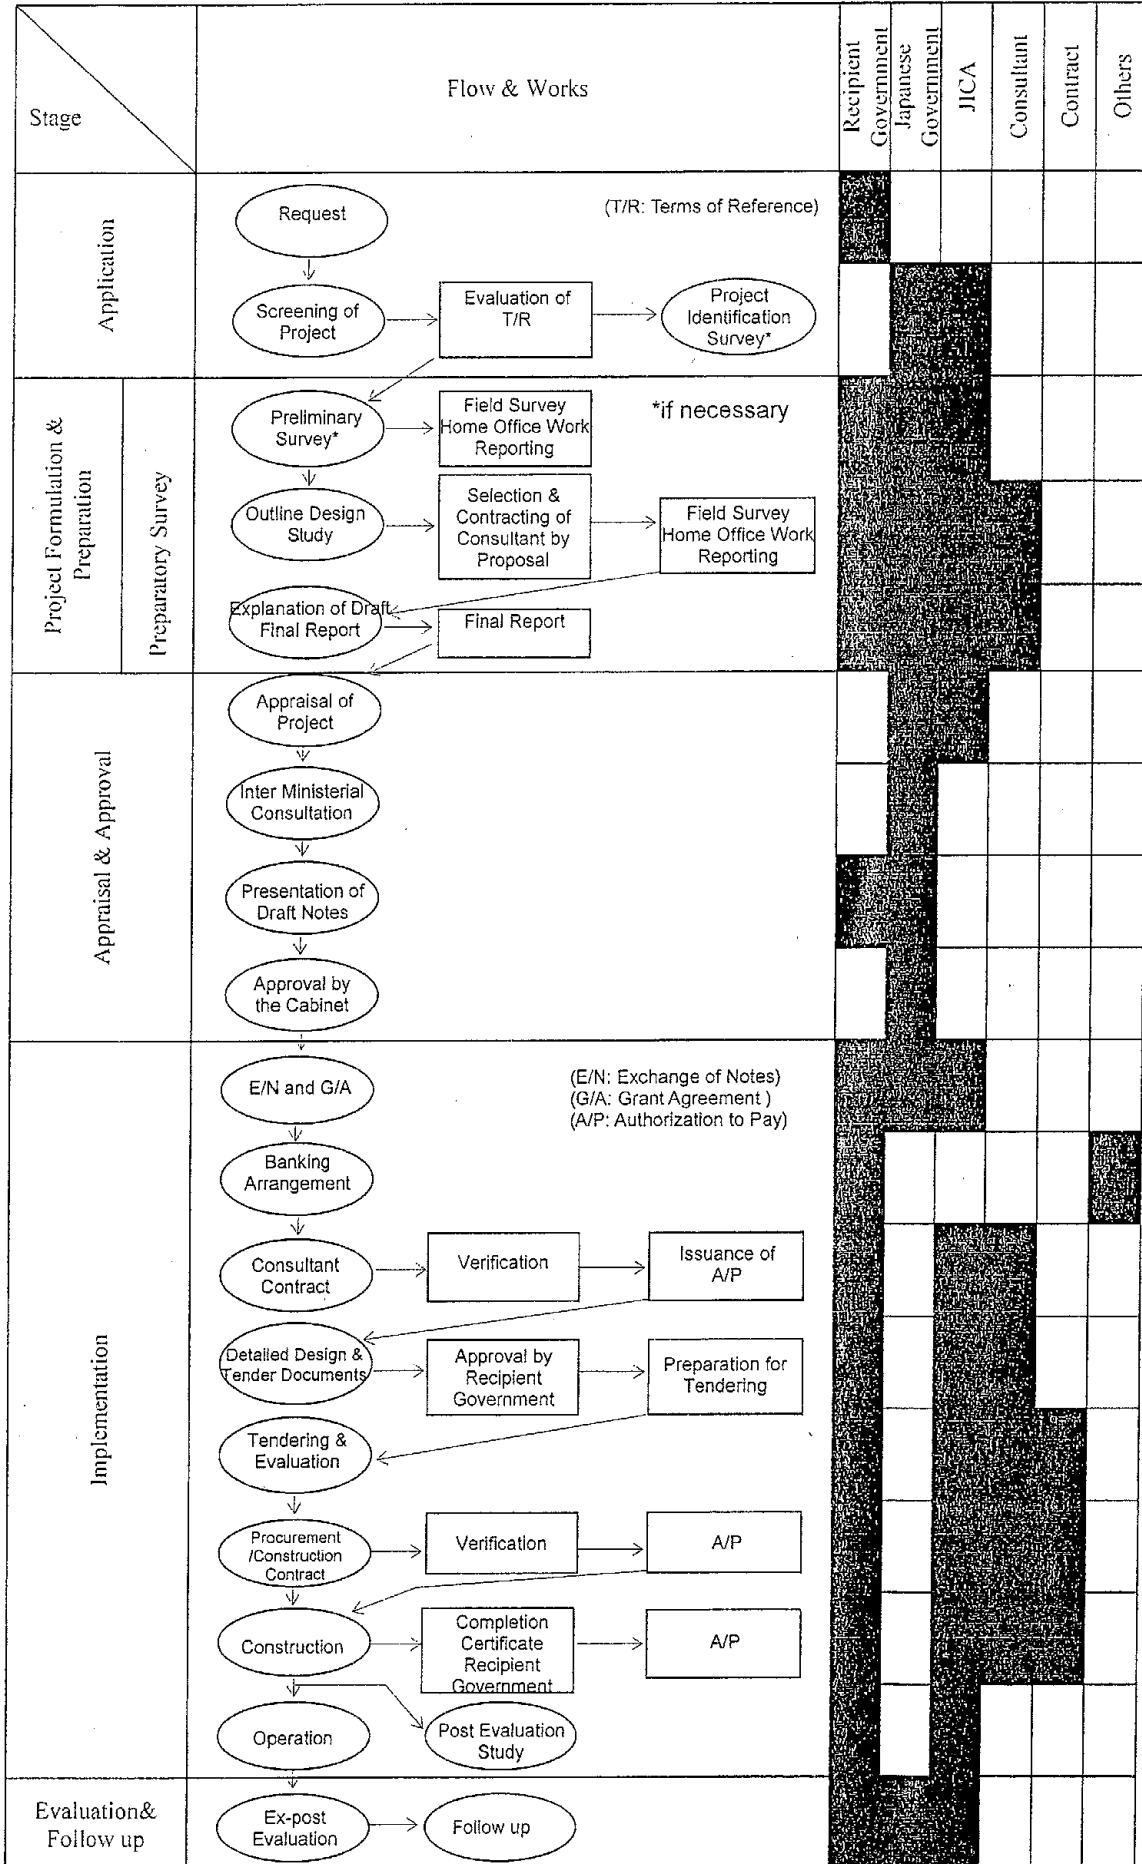 Stage
Flow & Works
Recipient
Government
Japanese
Government
JICA
Consultant
Contract
Others
Application
Request
(T/R: Terms of Reference)
Screening of
Project
Evaluation of
T/R
Project
Identification
Survey*
Project Formulation &
Preparation
Preparatory Survey
Preliminary
Survey*
Field Survey
Home Office Work
Reporting
*if necessary
Outline Design
Study
Selection &
Contracting of
Consultant by
Proposal
Field Survey
Home Office Work
Reporting
Explanation of Draft
Final Report
Final Report
Appraisal & Approval
Appraisal of
Project
Inter Ministerial
Consultation
Presentation of
Draft Notes
Approval by
the Cabinet
Implementation
E/N and G/A
(E/N: Exchange of Notes)
(G/A: Grant Agreement )
(A/P: Authorization to Pay)
Banking
Arrangement
Consultant
Contract
Verification
Issuance of
A/P
Detailed Design &
Tender Documents
Approval by
Recipient
Government
Preparation for
Tendering
Tendering &
Evaluation
Procurement
/Construction
Contract
Verification
A/P
Construction
Completion
Certificate
Recipient
Government
A/P
Operation
Post Evaluation
Study
Evaluation&
Follow up
Ex-post
Evaluation
Follow up